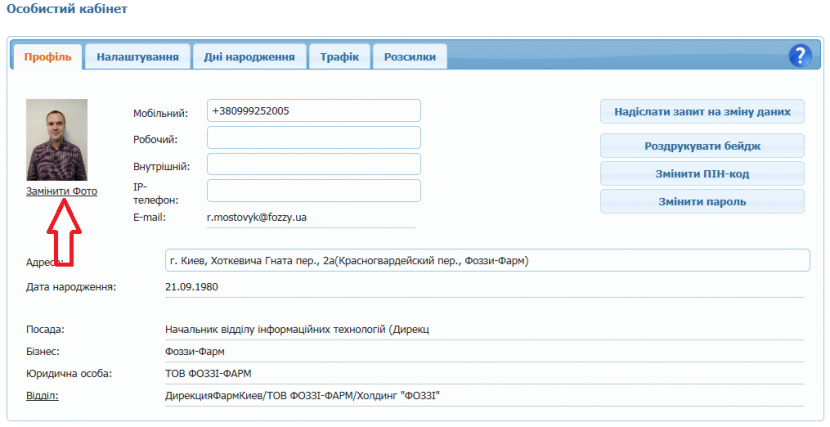 Особистий кабінет
Профіль Налаштування Дні народження Трафік Розсилки ?
Мобільний: +380999252005 Надіслати запит на зміну даних
Робочий: Роздрукувати бейдж
Внутрішній: Змінити ПІН-код
Замінити Фото
IP-
телефон: Змінити пароль
E-mail: r.mostovyk@fozzy.ua
Адреса: г. Киев, Хоткевича Гната пер., 2а(Красногвардейский пер., Фоззи-Фарм)
Дата народження: 21.09.1980
Посада: Начальник відділу інформаційних технологій (Дирекц
Бізнес: Фоззи-Фарм
Юридична особа: ТОВ ФОЗЗІ-ФАРМ
Відділ: ДирекцияФармКиев/ТОВ ФОЗЗІ-ФАРМ/Холдинг "ФОЗЗІ"